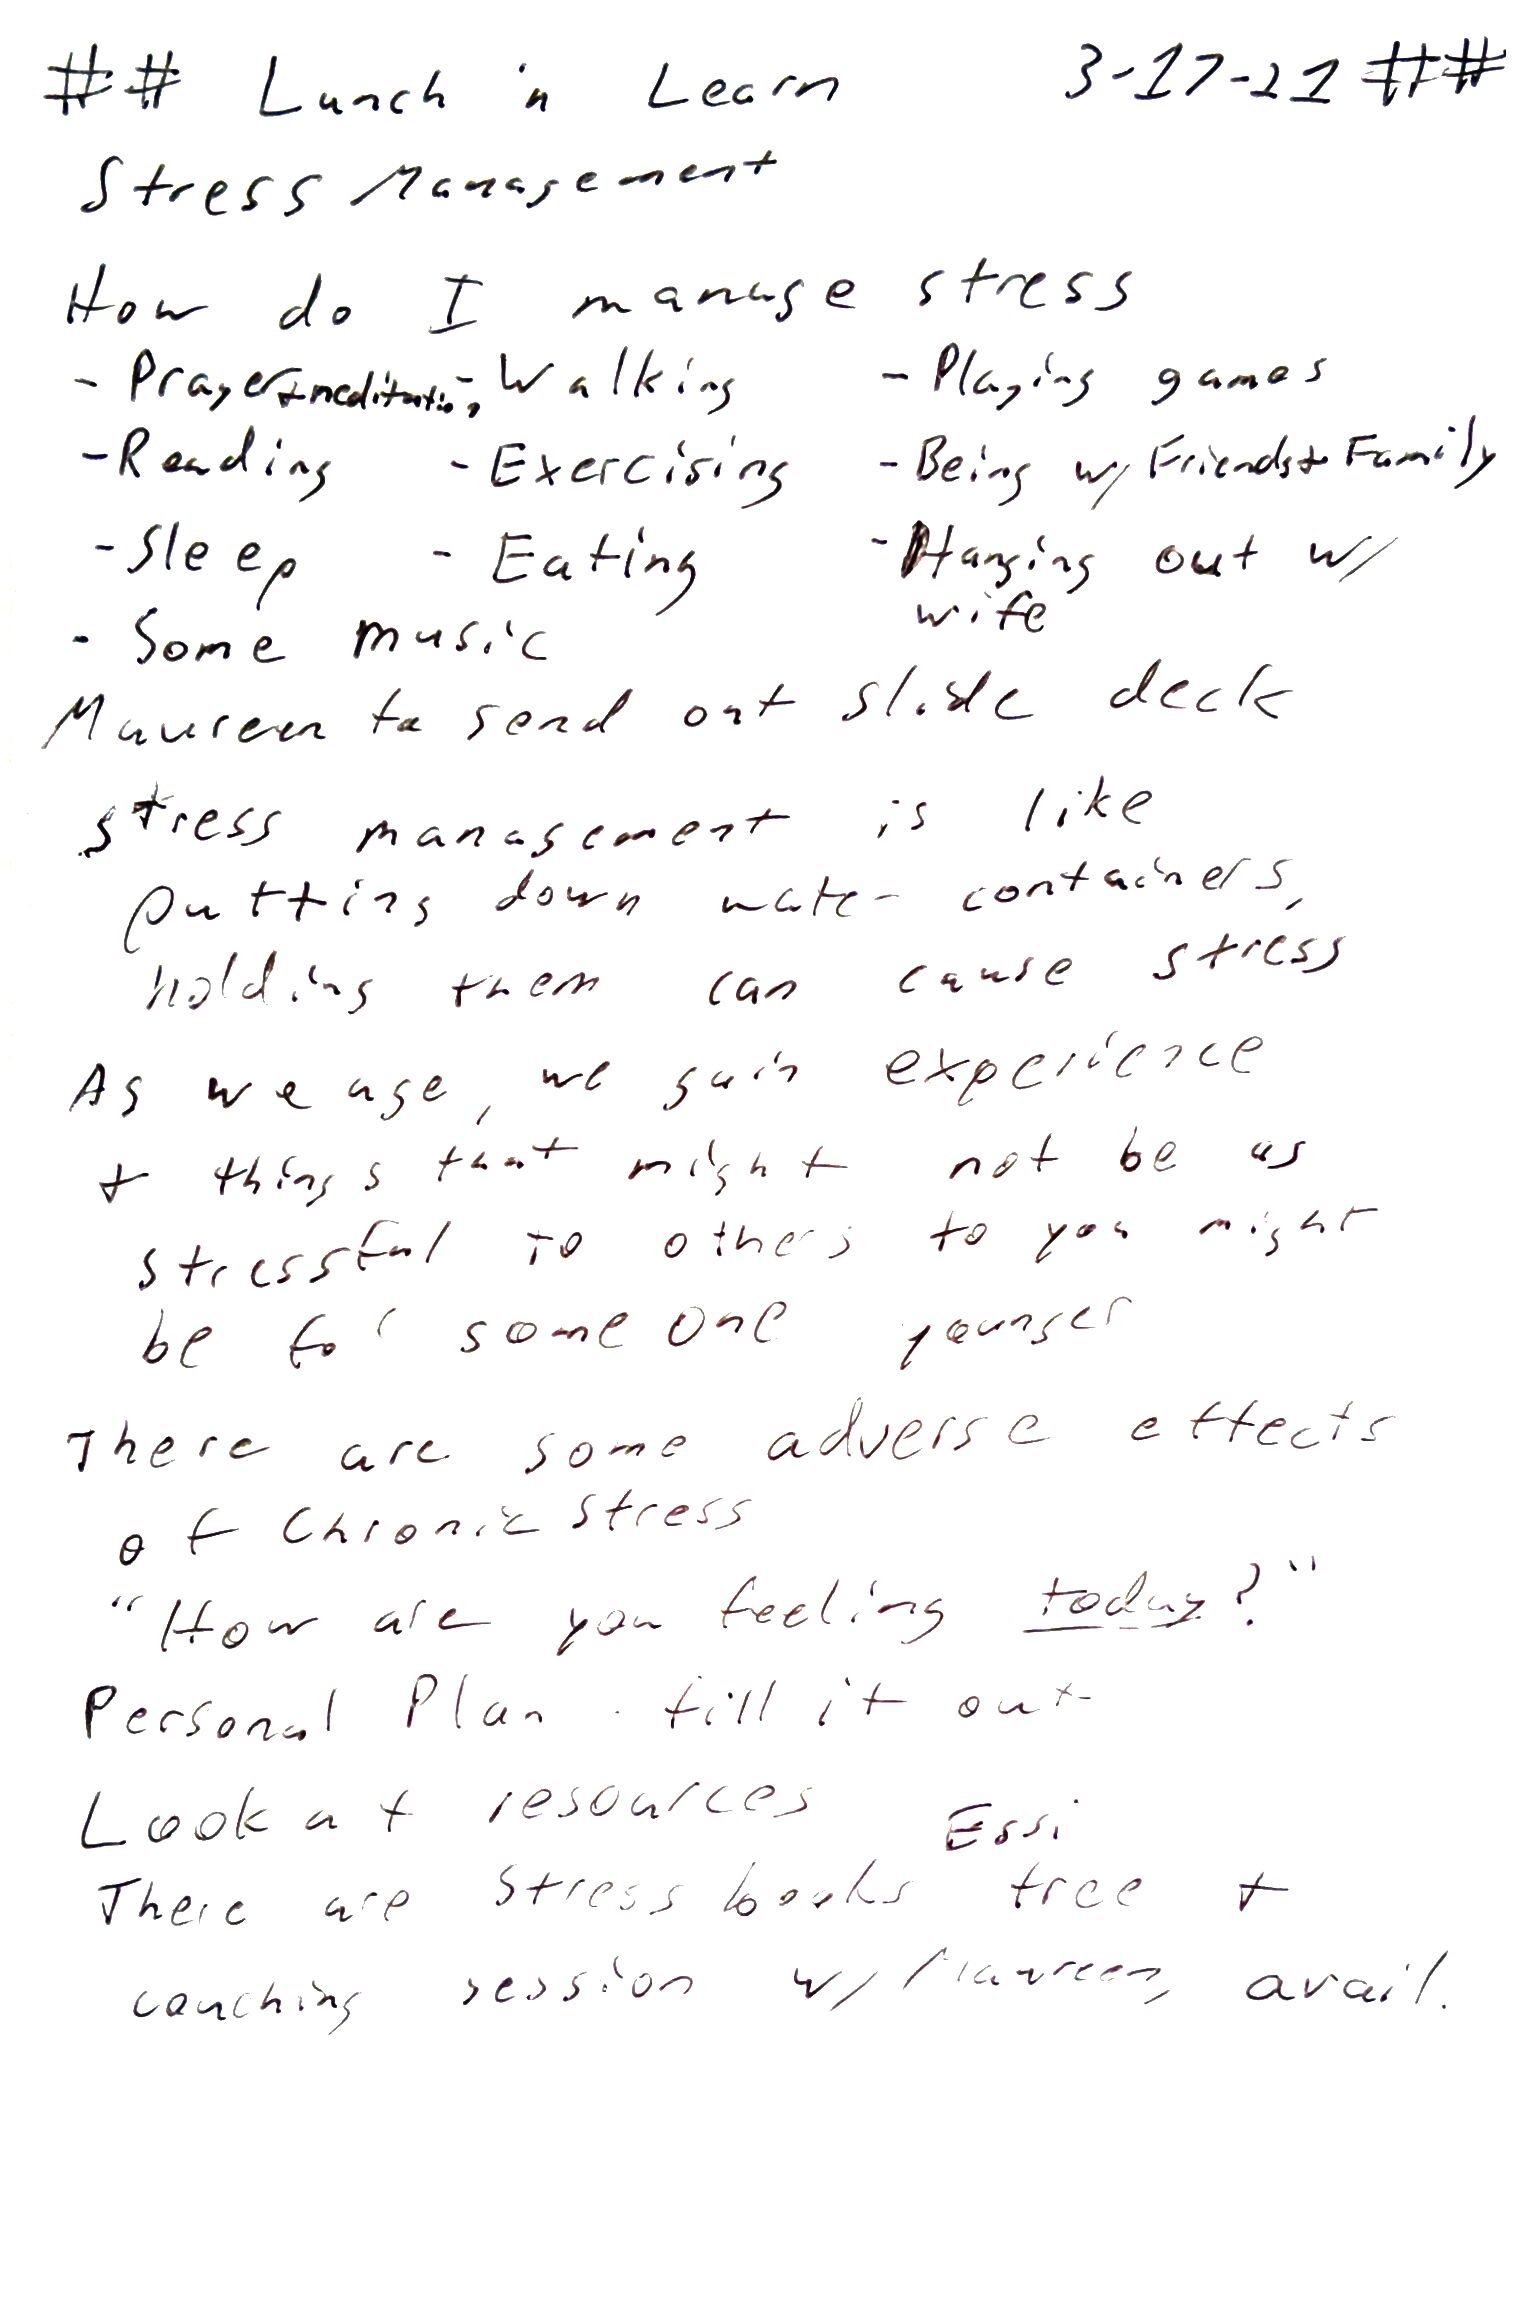 ## Lunch 'n Learn 3-17-21 ##
Stress Management
How do I manage stress
- Prayer + meditation - Walking - Playing games
- Reading - Exercising - Being w/ Friends + Family
- Sleep - Eating - Hanging out w/
wife
- Some music
Maureen to send out slide deck
stress management is like
putting down water containers,
holding them can cause stress
As we age, we gain experience
+ things that might not be as
stressful to others to you might
be for someone younger
There are some adverse effects
of chronic stress
"How are you feeling today?"
Personal Plan - fill it out
Look at resources
Essi
There are stress books free +
coaching session w/ Maureen, avail.